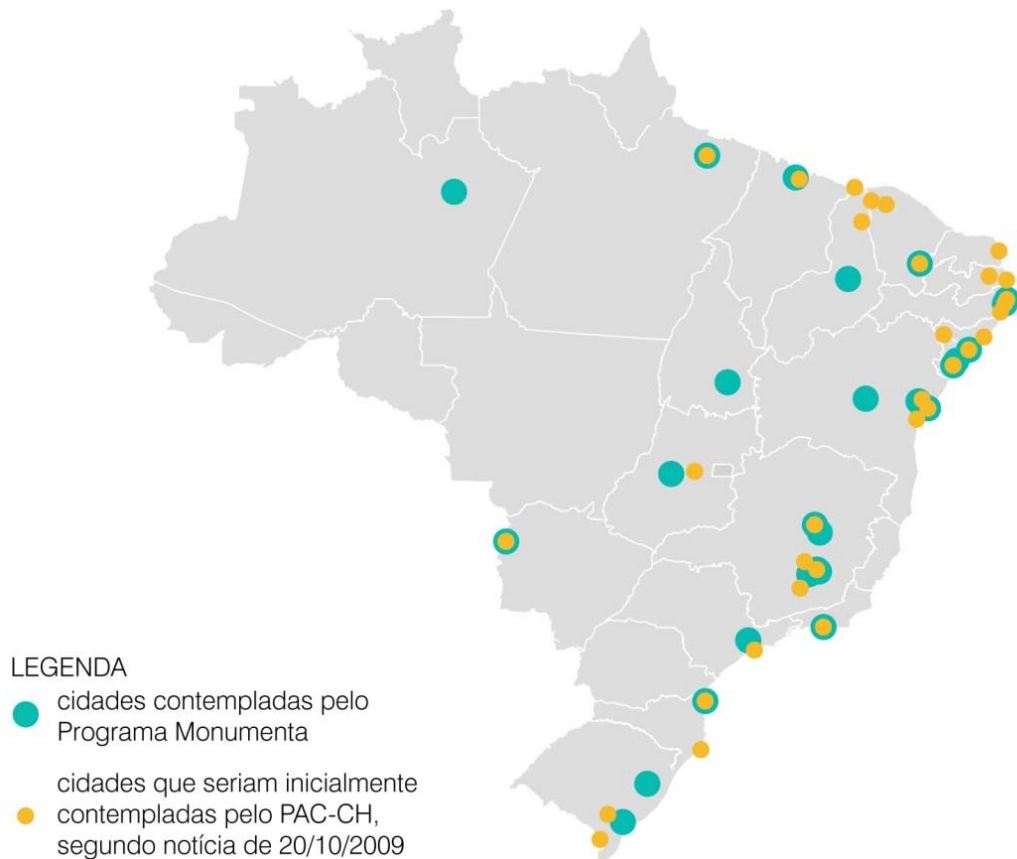 LEGENDA
cidades contempladas pelo
Programa Monumenta
cidades que seriam inicialmente
contempladas pelo PAC-CH,
segundo notícia de 20/10/2009